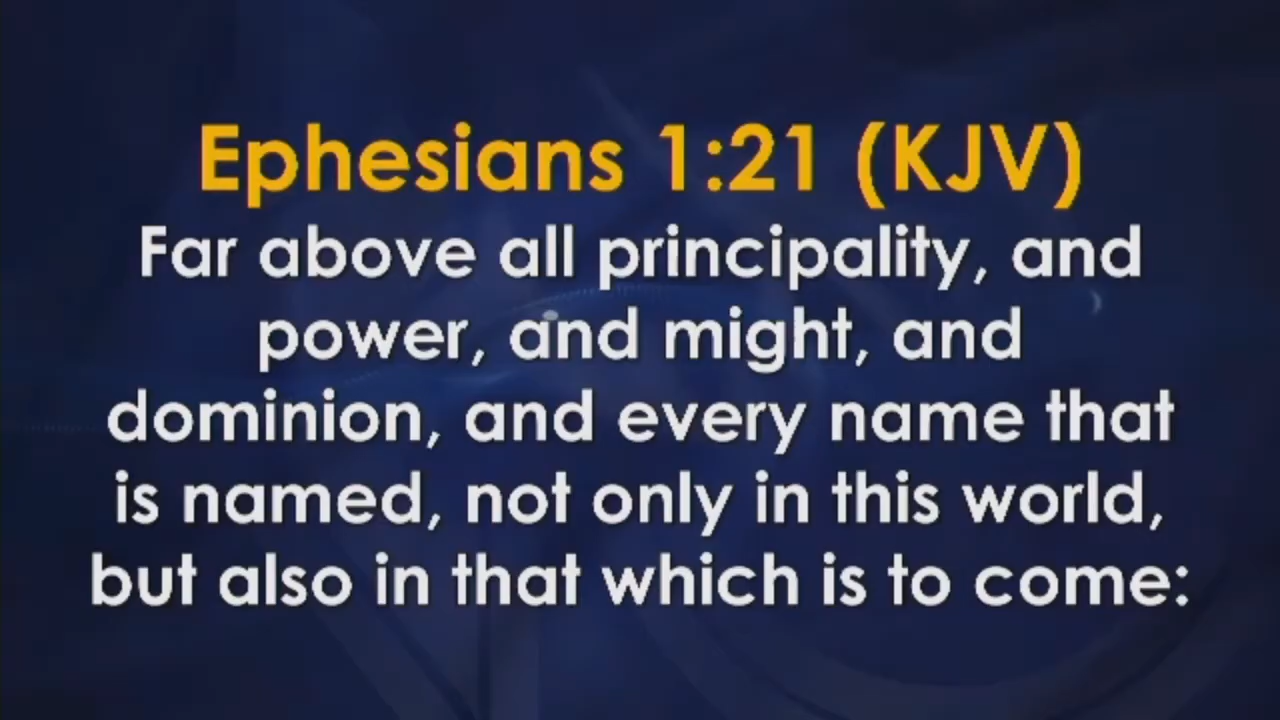 Ephesians 1:21 (KJV)
Far above all principality, and
power, and might, and
dominion, and every name that
is named, not only in this world,
but also in that which is to come: